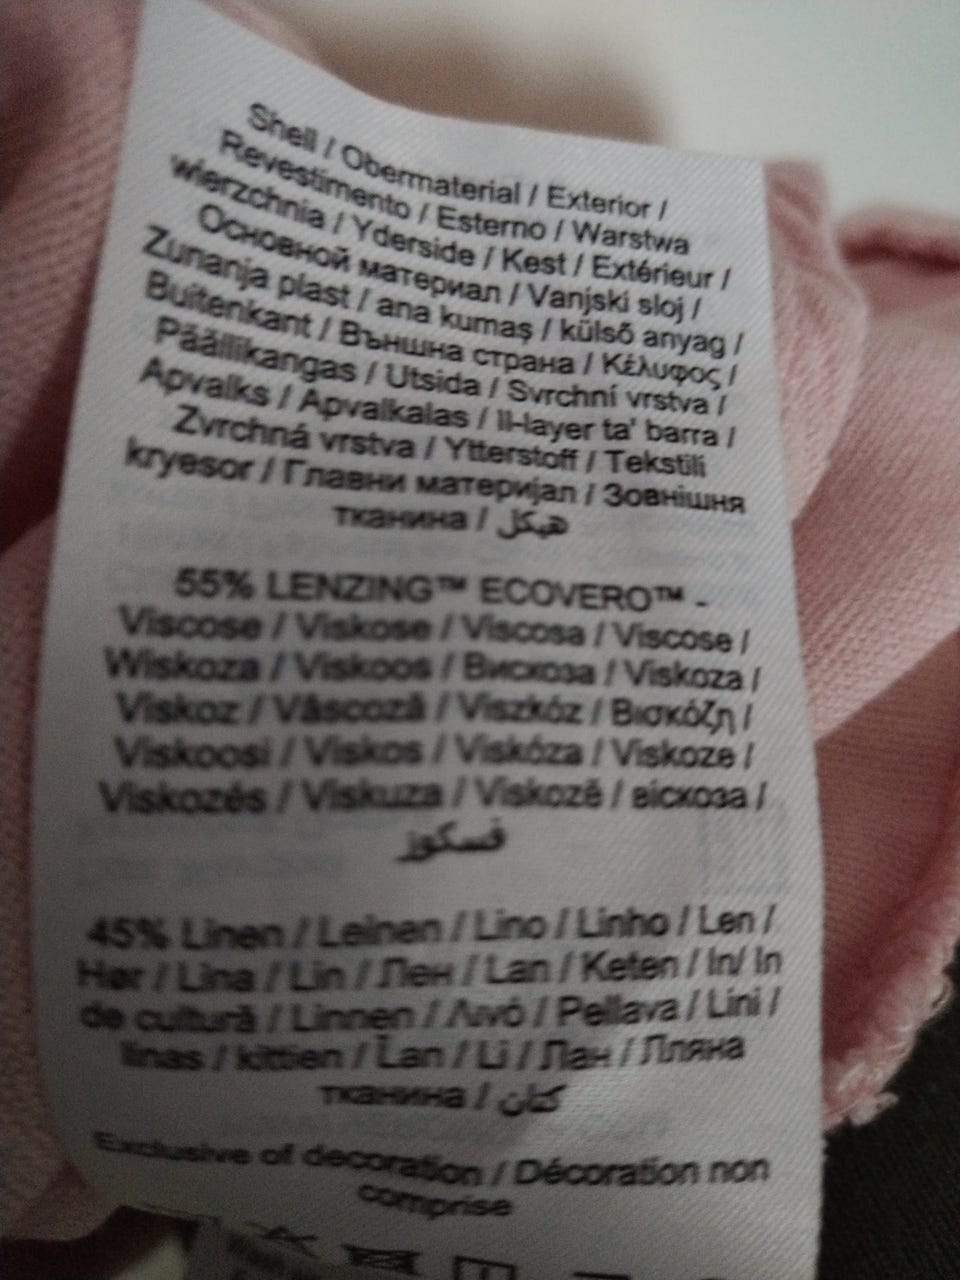 Shell / Obermaterial / Exterior /
Revestimento / Esterno / Warstwa
wierzchnia / Yderside / Kest / Extérieur /
Основной материал / Vanjski sloj /
Zunanja plast / ana kumaş / külső anyag /
Buitenkant / Външна страна / Κέλυφος /
Päällikangas / Utsida / Svrchní vrstva /
Apvalks / Apvalkalas / Il-layer ta' barra /
Zvrchná vrstva / Ytterstoff / Tekstili
kryesor / Главни материјал / Зовнішня
тканина / هيكل
55% LENZING™ ECOVERO™ -
Viscose / Viskose / Viscosa / Viscose /
Wiskoza / Viskoos / Вискоза / Viskoza /
Viskoz / Vâscoză / Viszkóz / Βισκόζη /
Viskoosi / Viskos / Viskóza / Viskoze /
Viskozės / Viskuza / Viskozë / віскоза /
فسكوز
45% Linen / Leinen / Lino / Linho / Len /
Hør / Lina / Lin / Лен / Lan / Keten / In/ In
de cultură / Linnen / Λινό / Pellava / Lini /
linas / kittien / Ľan / Li / Лан / Лляна
тканина / كتان
Exclusive of decoration / Décoration non
comprise